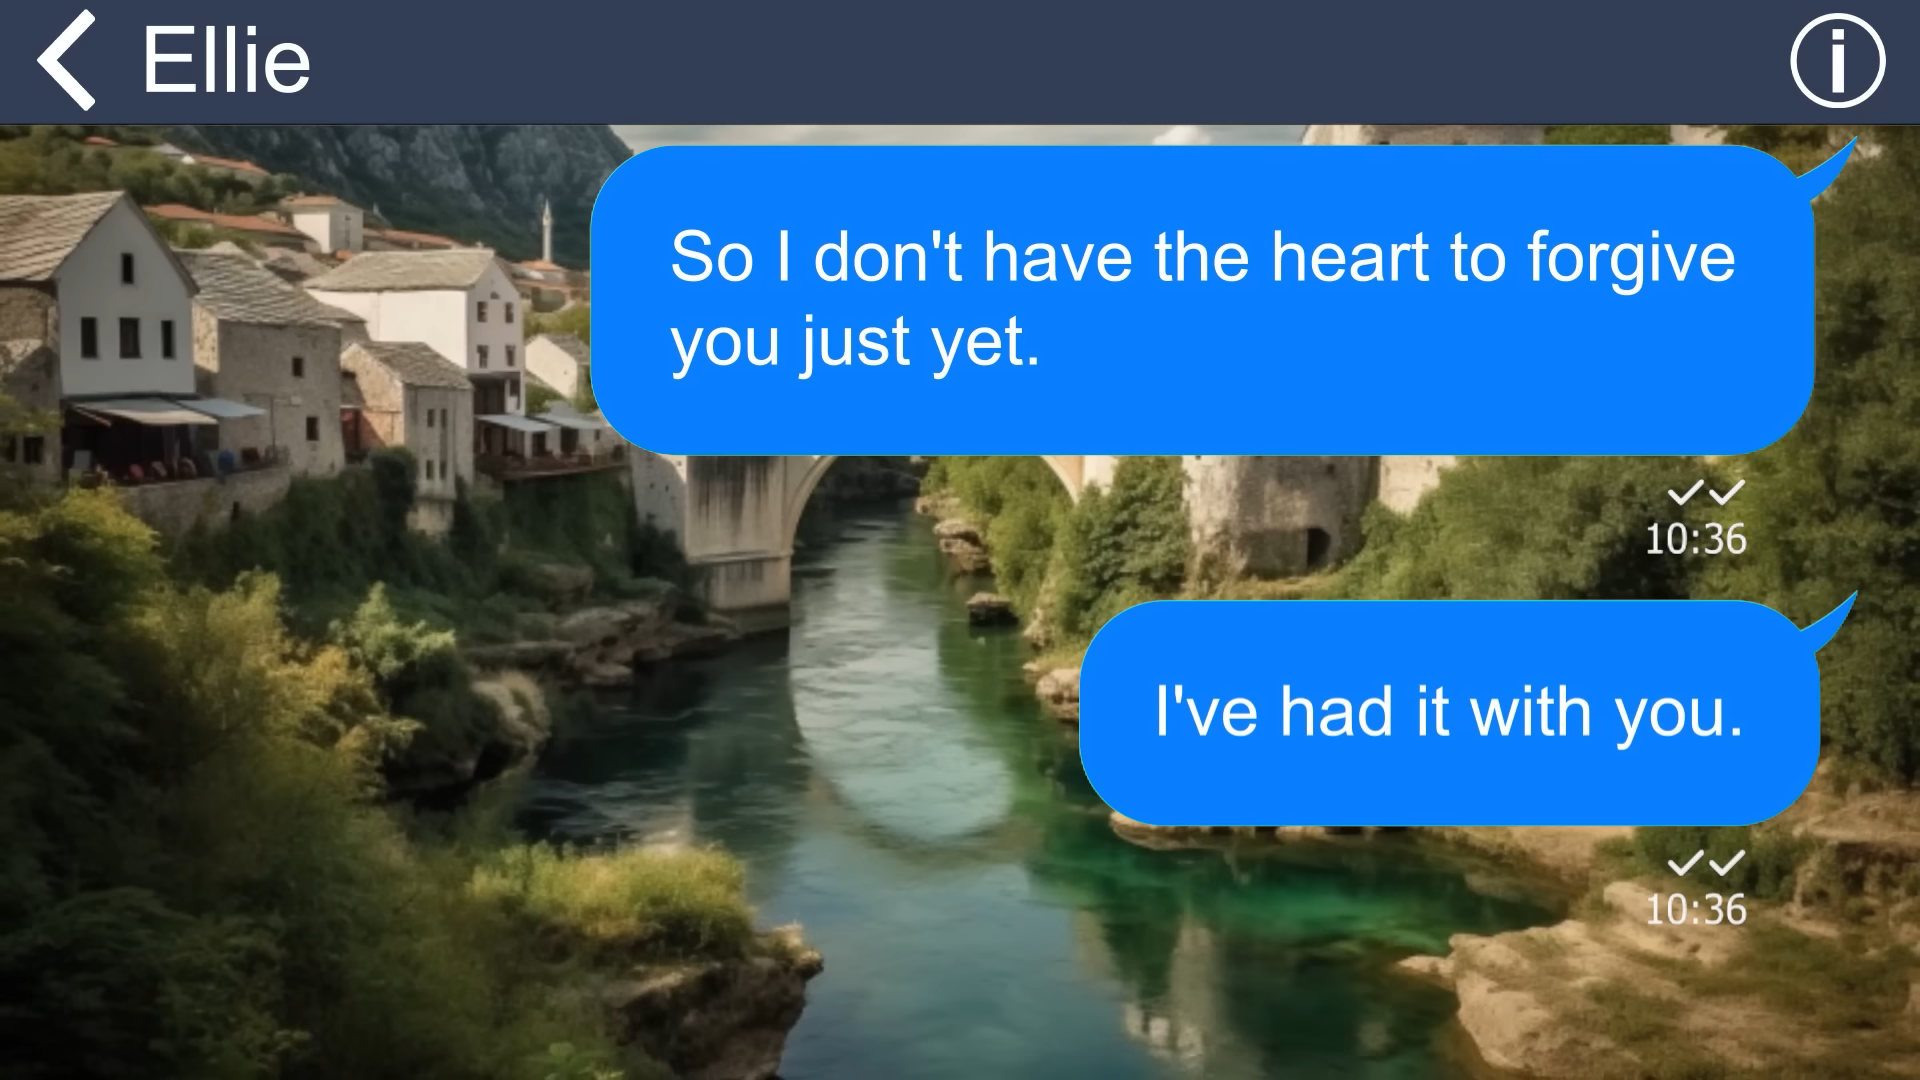 Ellie
So I don't have the heart to forgive
you just yet.
10:36
I've had it with you.
10:36